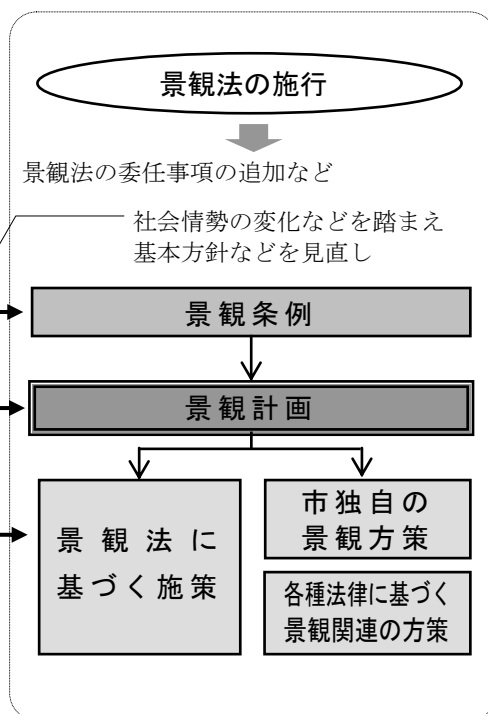 景観法の施行
景観法の委任事項の追加など
社会情勢の変化などを踏まえ
基本方針などを見直し
景観条例
景観計画
景観法に
基づく施策
市独自の
景観方策
各種法律に基づく
景観関連の方策